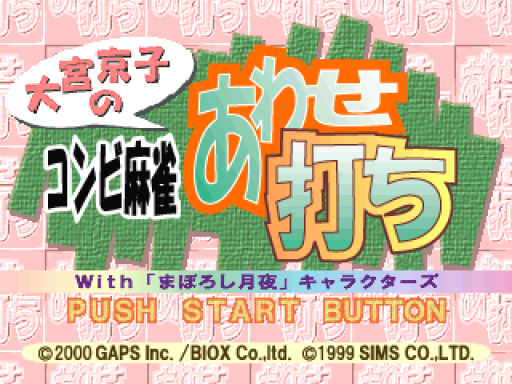 大宮京子の
コンビ麻雀
あわせ打ち
With「まぼろし月夜」キャラクターズ
PUSH START BUTTON
©2000 GAPS Inc. /BIOX Co.,ltd. ©1999 SIMS CO.,LTD.